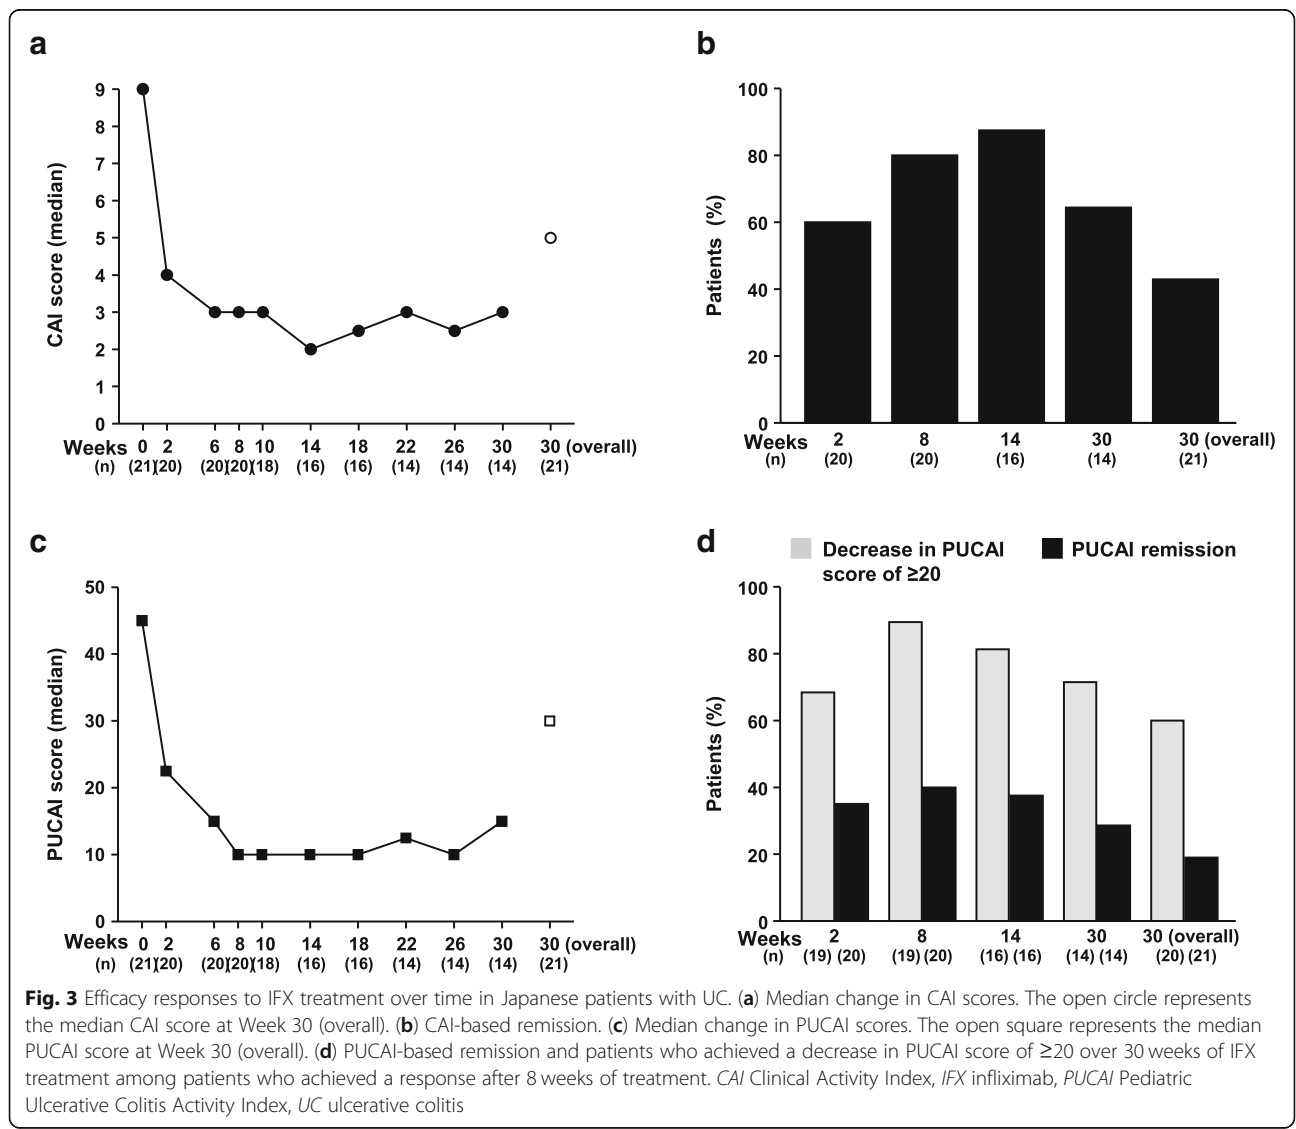 a
9
8
7
6
5
4
3
2
1
0
CAI score (median)
Weeks 0 2 6 8 10 14 18 22 26 30 30 (overall)
(n) (21)(20) (20)(20)(18) (16) (16) (14) (14) (14) (21)
b
100
80
60
40
20
0
Patients (%)
Weeks 2 8 14 30 30 (overall)
(n) (20) (20) (16) (14) (21)
c
50
40
30
20
10
0
PUCAI score (median)
Weeks 0 2 6 8 10 14 18 22 26 30 30 (overall)
(n) (21)(20) (20)(20)(18) (16) (16) (14) (14) (14) (21)
d
Decrease in PUCAI
score of ≥20
PUCAI remission
100
80
60
40
20
0
Patients (%)
Weeks 2 8 14 30 30 (overall)
(n) (19) (20) (19) (20) (16) (16) (14) (14) (20) (21)
Fig. 3 Efficacy responses to IFX treatment over time in Japanese patients with UC. (a) Median change in CAI scores. The open circle represents
the median CAI score at Week 30 (overall). (b) CAI-based remission. (c) Median change in PUCAI scores. The open square represents the median
PUCAI score at Week 30 (overall). (d) PUCAI-based remission and patients who achieved a decrease in PUCAI score of ≥20 over 30 weeks of IFX
treatment among patients who achieved a response after 8 weeks of treatment. CAI Clinical Activity Index, IFX infliximab, PUCAI Pediatric
Ulcerative Colitis Activity Index, UC ulcerative colitis